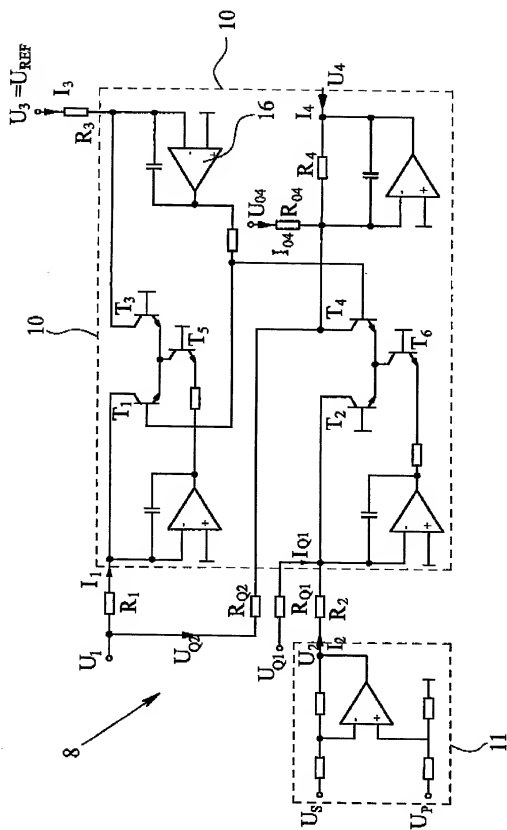 U3=UREF
I3
R3
10
10
16
U4
I4
R4
U04
R04
I04
T3
T1
T5
T4
T2
T6
-
+
-
+
-
+
-
+
-
+
I1
R1
U1
UQ2
RQ2
UQ1
IQ1
RQ1
R2
I2
U2
US
UP
8
11